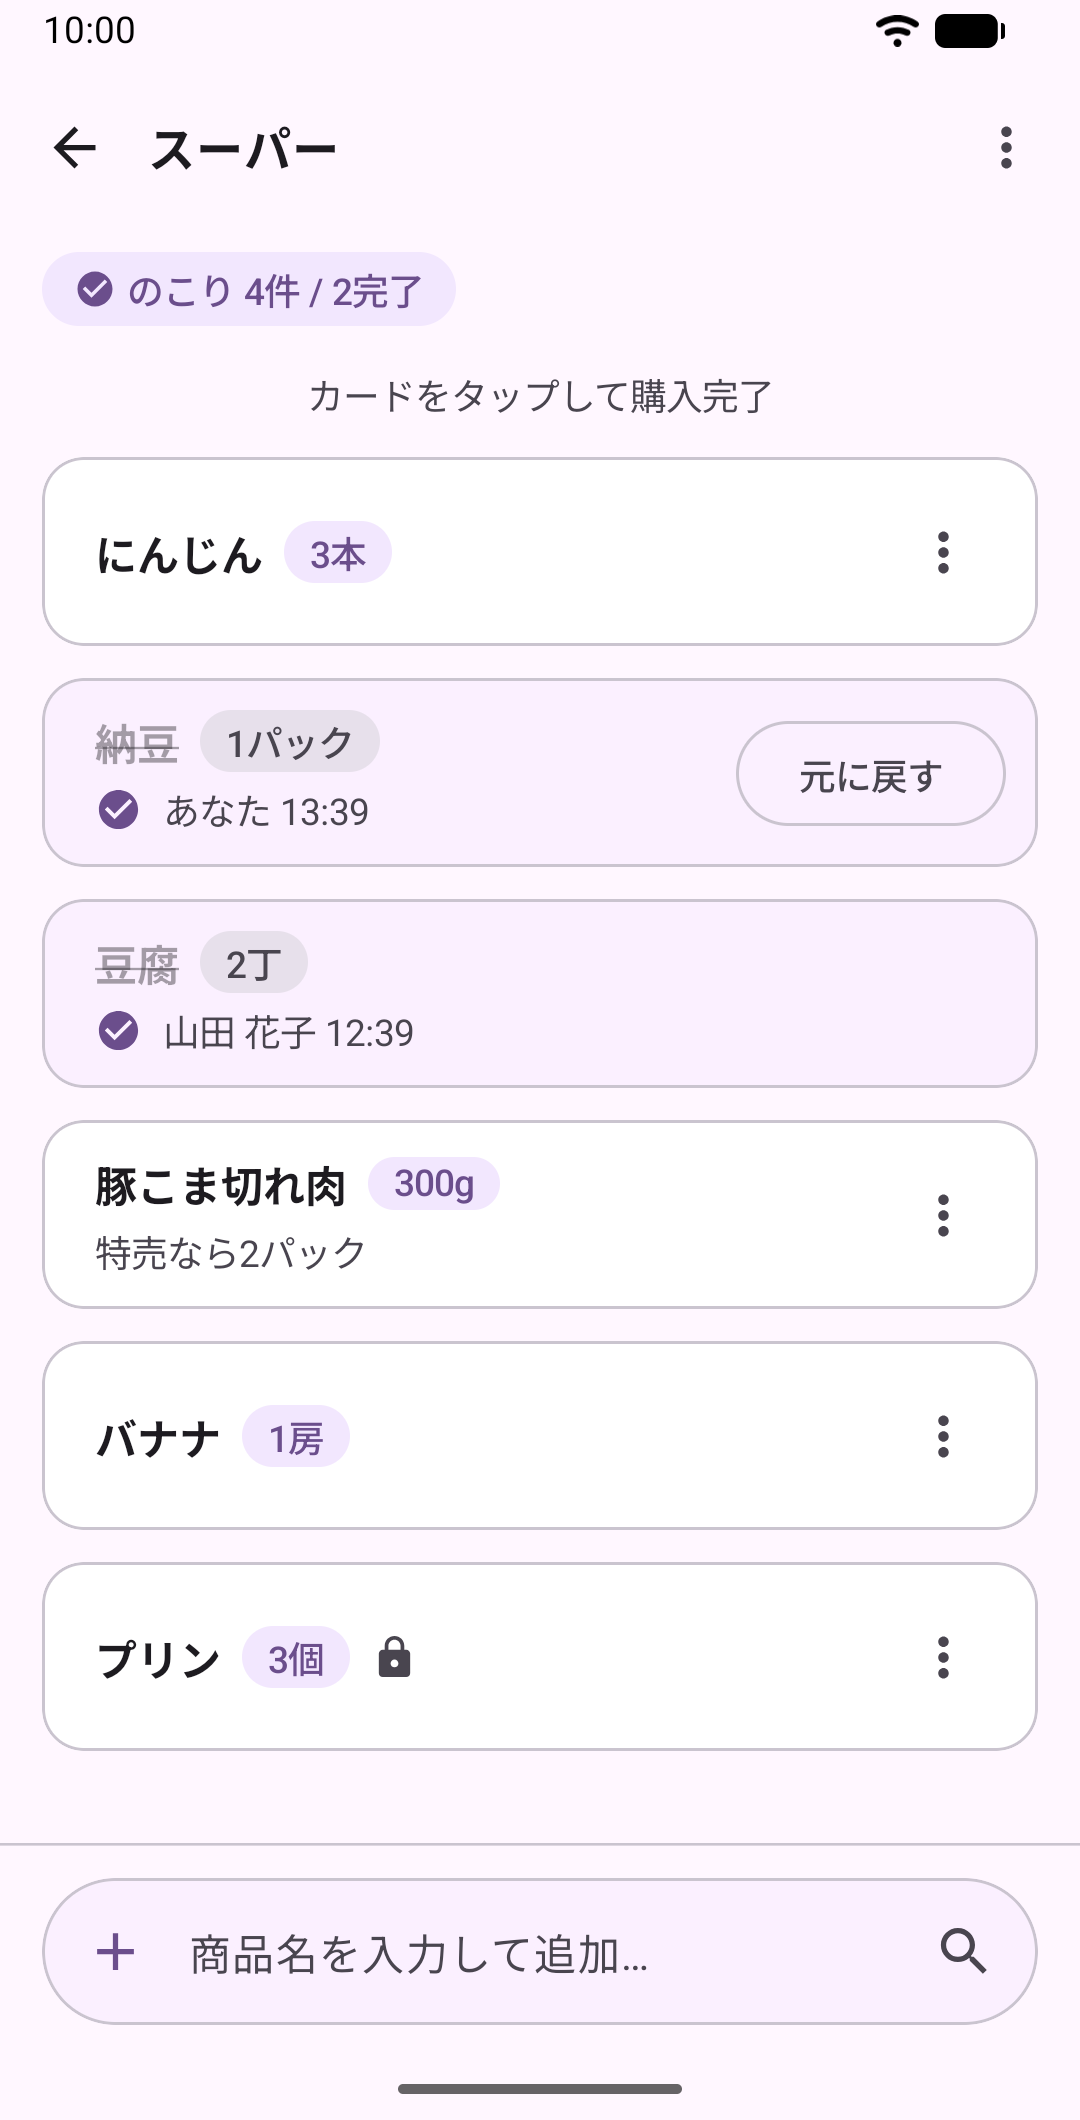 10:00
スーパー
のこり 4件 / 2完了
カードをタップして購入完了
にんじん 3本
納豆 1パック
あなた 13:39
元に戻す
豆腐 2丁
山田 花子 12:39
豚こま切れ肉 300g
特売なら2パック
バナナ 1房
プリン 3個
商品名を入力して追加...